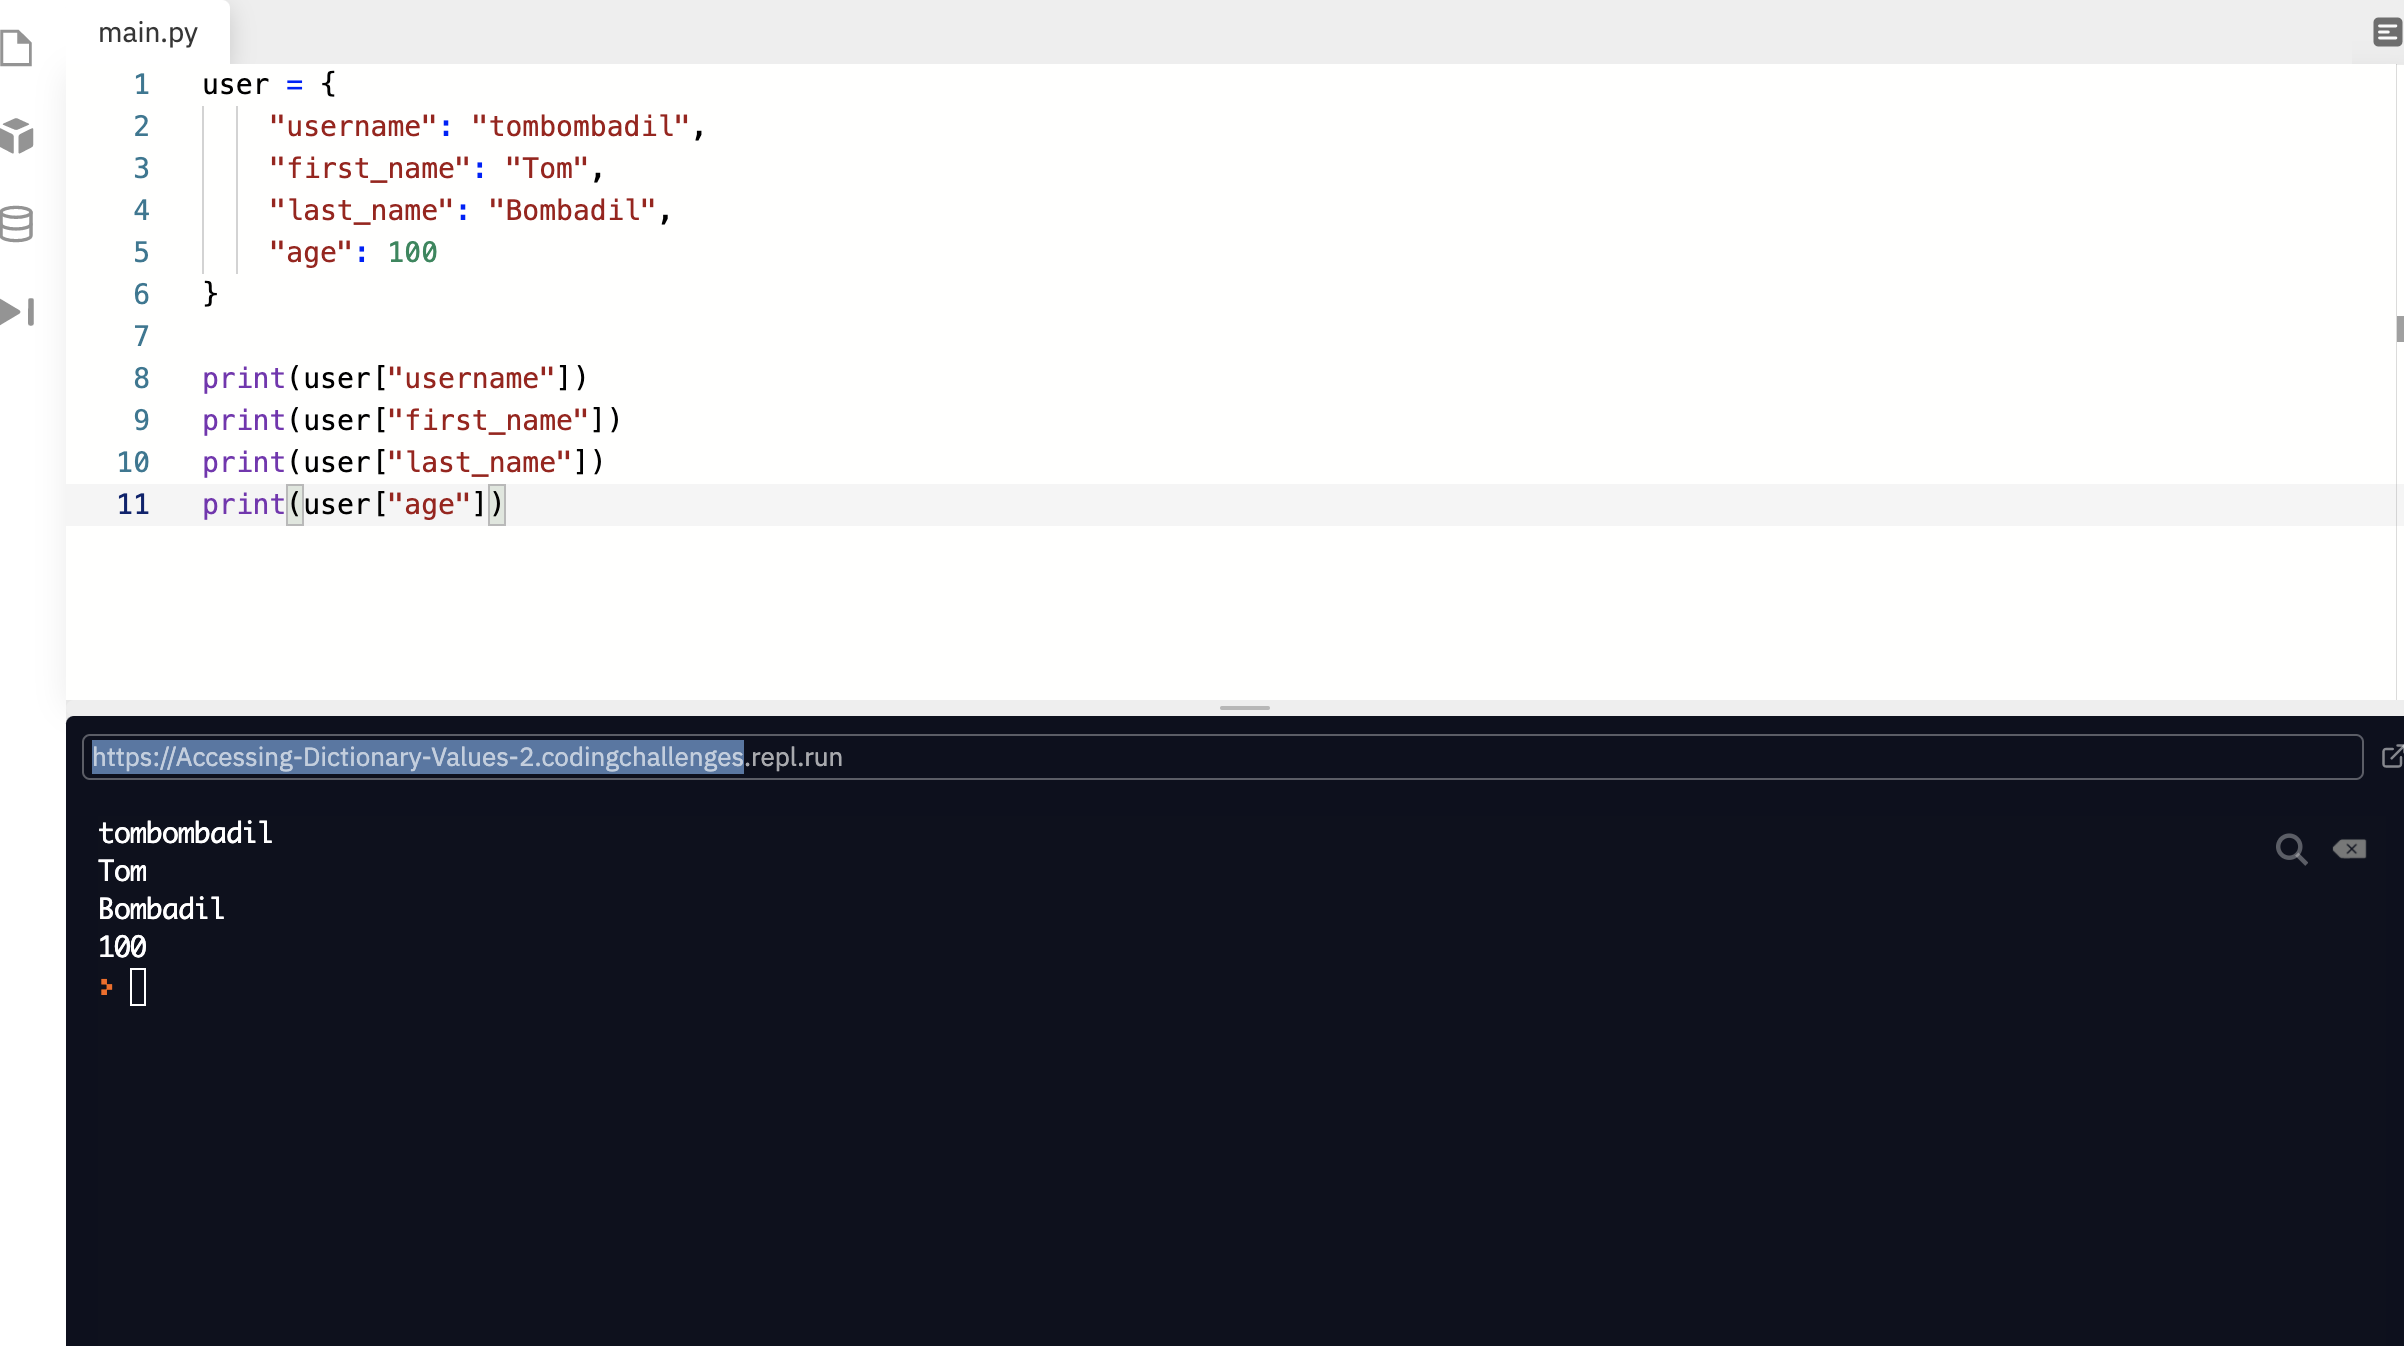 main.py
1 user = {
2 "username": "tombombadil",
3 "first_name": "Tom",
4 "last_name": "Bombadil",
5 "age": 100
6 }
7
8 print(user["username"])
9 print(user["first_name"])
10 print(user["last_name"])
11 print(user["age"])
https://Accessing-Dictionary-Values-2.codingchallenges.repl.run
tombombadil
Tom
Bombadil
100